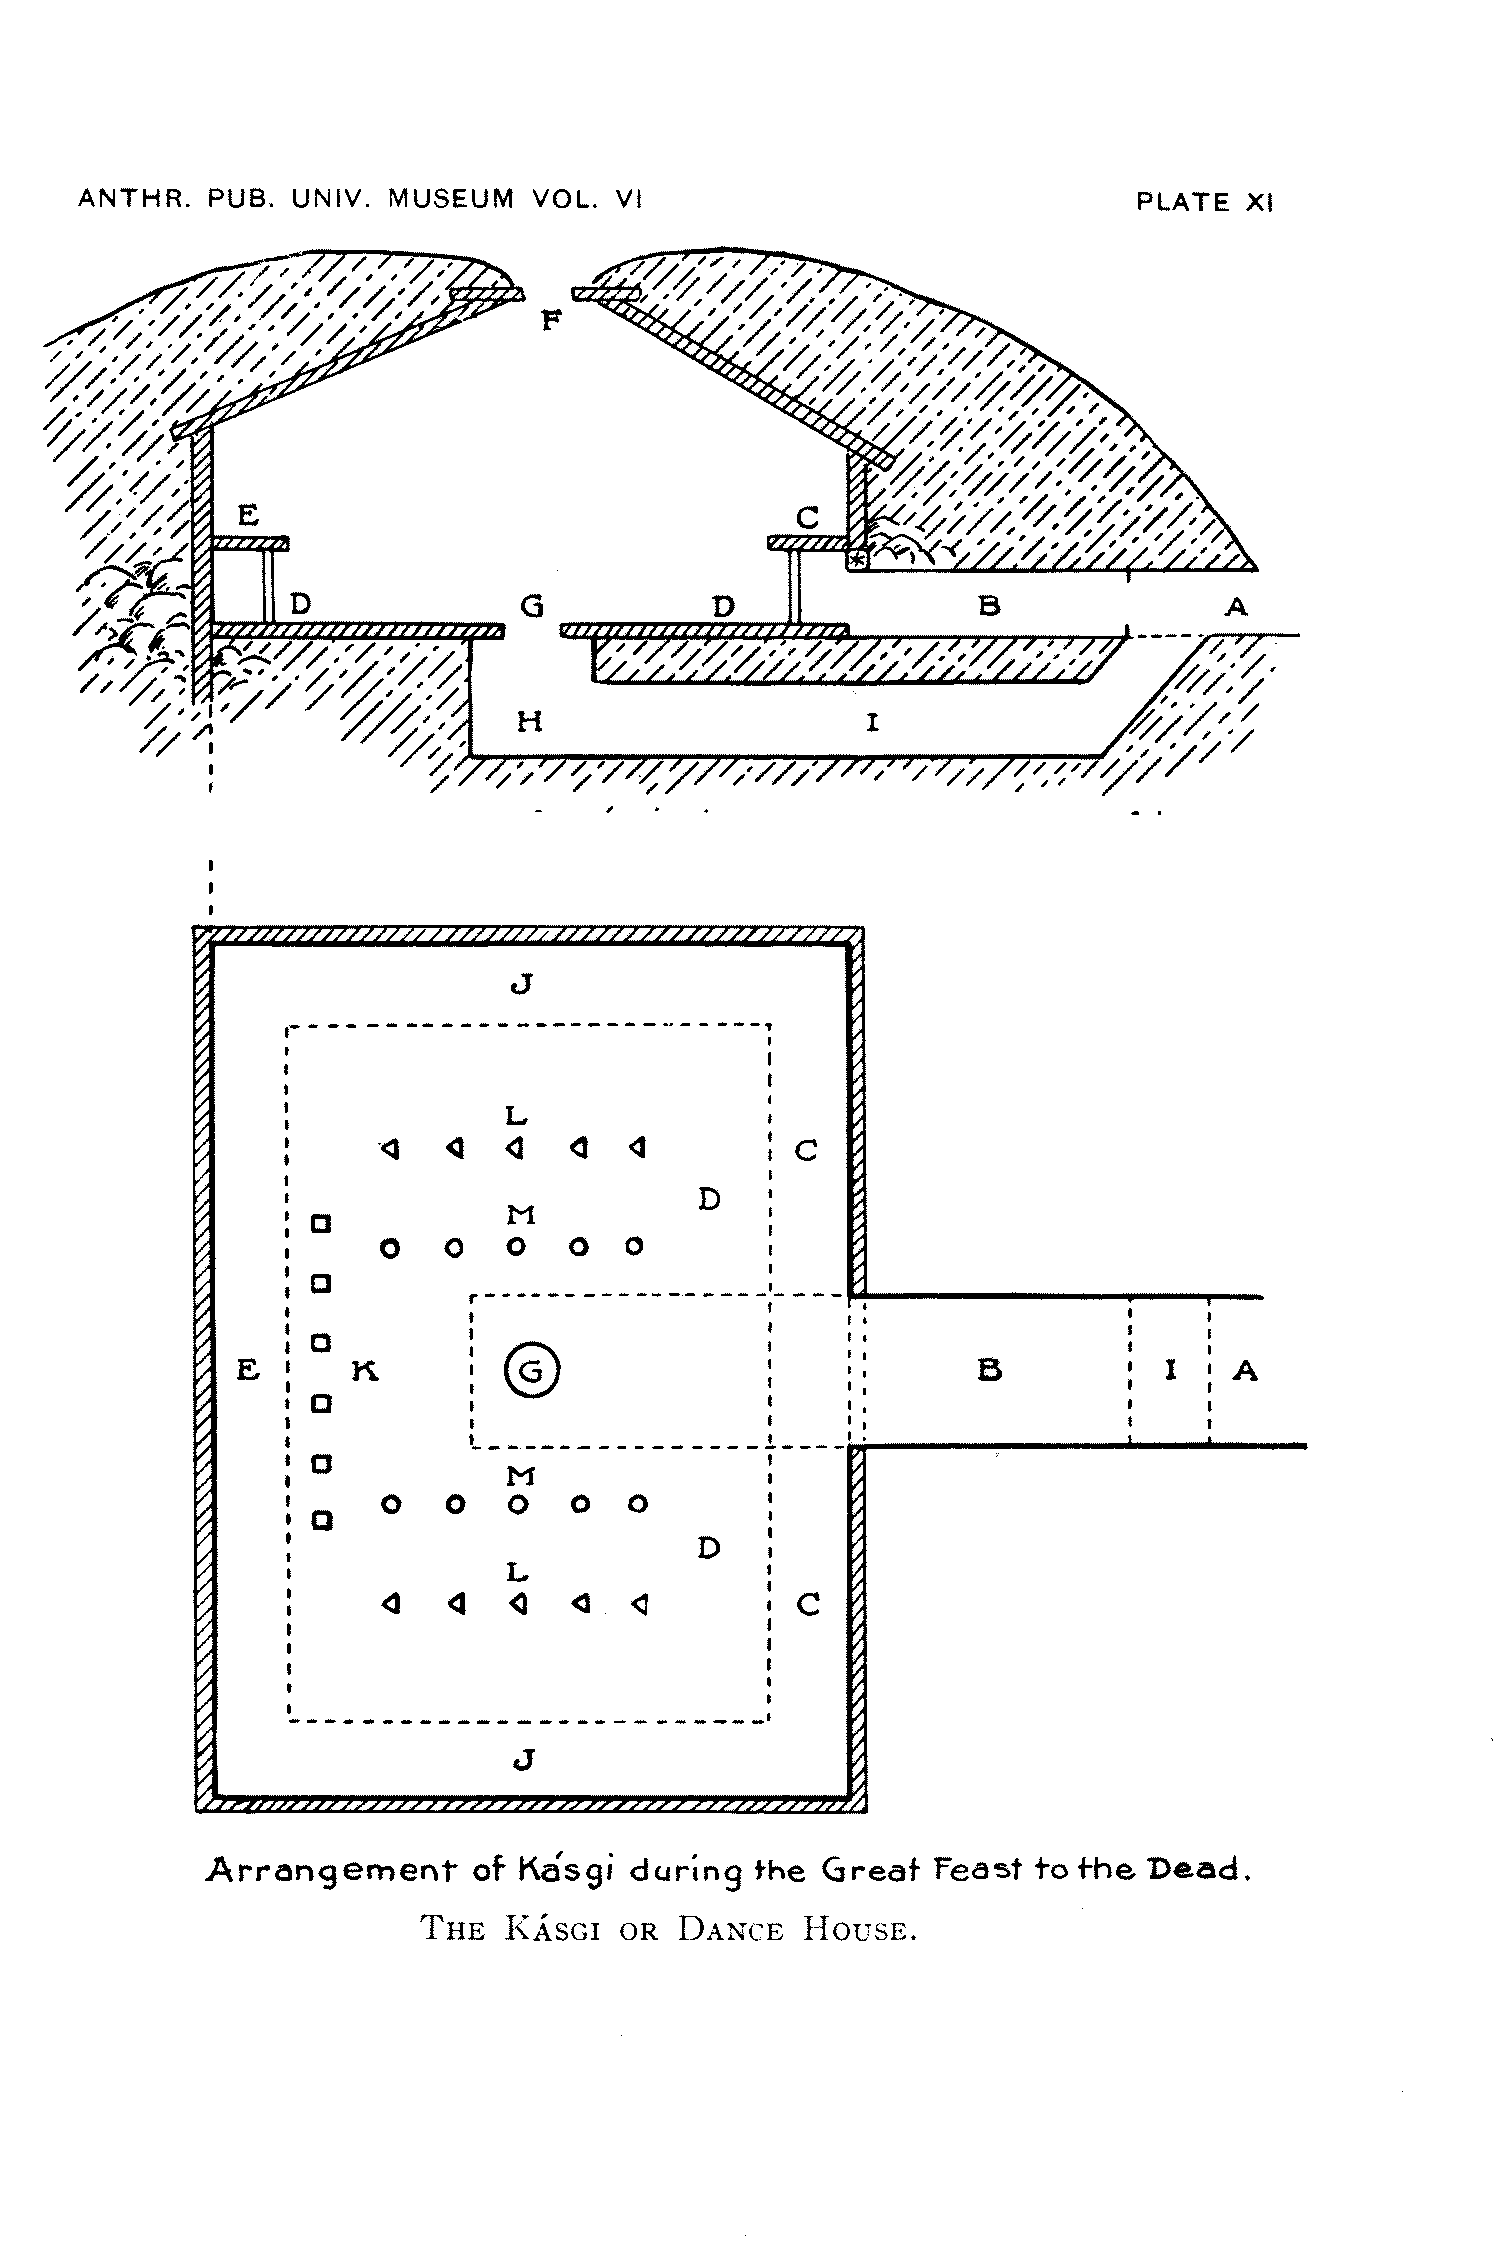 ANTHR. PUB. UNIV. MUSEUM VOL. VI PLATE XI
F
E C
D G D B A
H I
J
L
C
D
M
E K G B I A
M
D
L
C
J
Arrangement of Kásgi during the Great Feast to the Dead.
THE KÁSGI OR DANCE HOUSE.